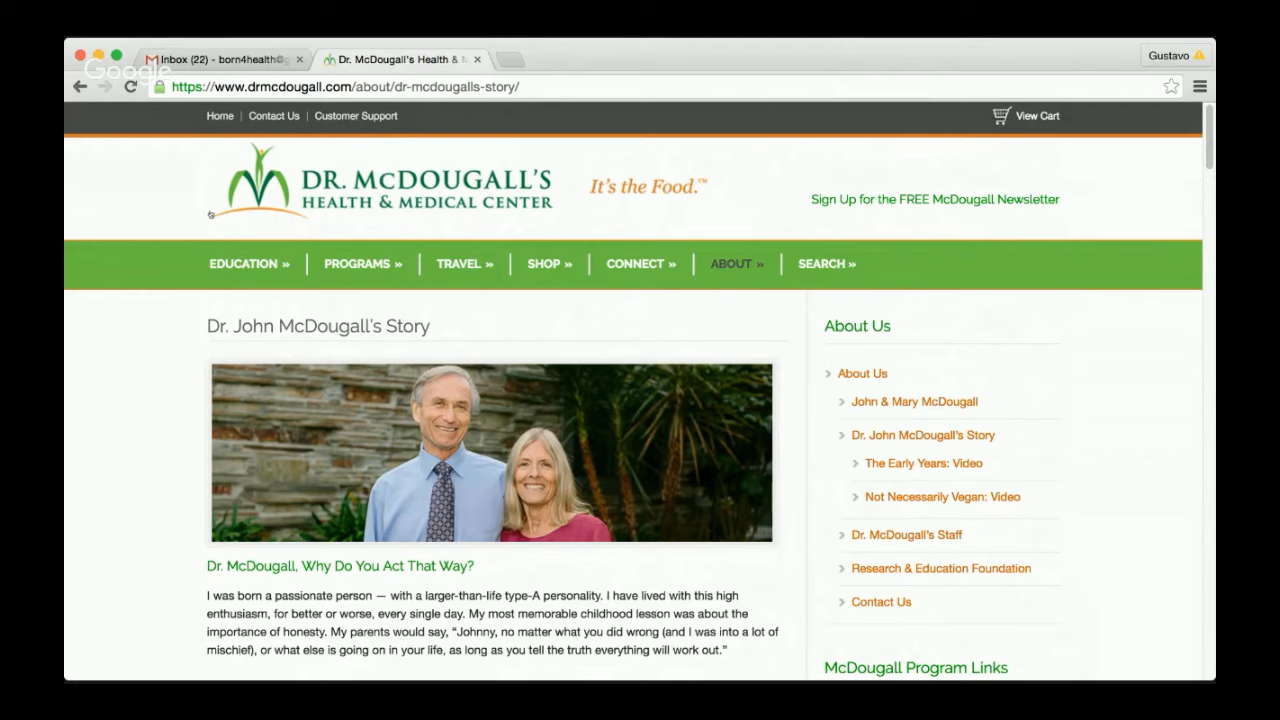 Inbox (22) - born4health@g
Dr. McDougall's Health & M
Gustavo
Google
https://www.drmcdougall.com/about/dr-mcdougalls-story/
Home | Contact Us | Customer Support
View Cart
DR. MCDOUGALL'S
HEALTH & MEDICAL CENTER
It's the Food.™
Sign Up for the FREE McDougall Newsletter
EDUCATION » PROGRAMS » TRAVEL » SHOP » CONNECT » ABOUT » SEARCH »
Dr. John McDougall's Story
Dr. McDougall, Why Do You Act That Way?
I was born a passionate person — with a larger-than-life type-A personality. I have lived with this high
enthusiasm, for better or worse, every single day. My most memorable childhood lesson was about the
importance of honesty. My parents would say, “Johnny, no matter what you did wrong (and I was into a lot of
mischief), or what else is going on in your life, as long as you tell the truth everything will work out.”
About Us
About Us
John & Mary McDougall
Dr. John McDougall's Story
The Early Years: Video
Not Necessarily Vegan: Video
Dr. McDougall's Staff
Research & Education Foundation
Contact Us
McDougall Program Links